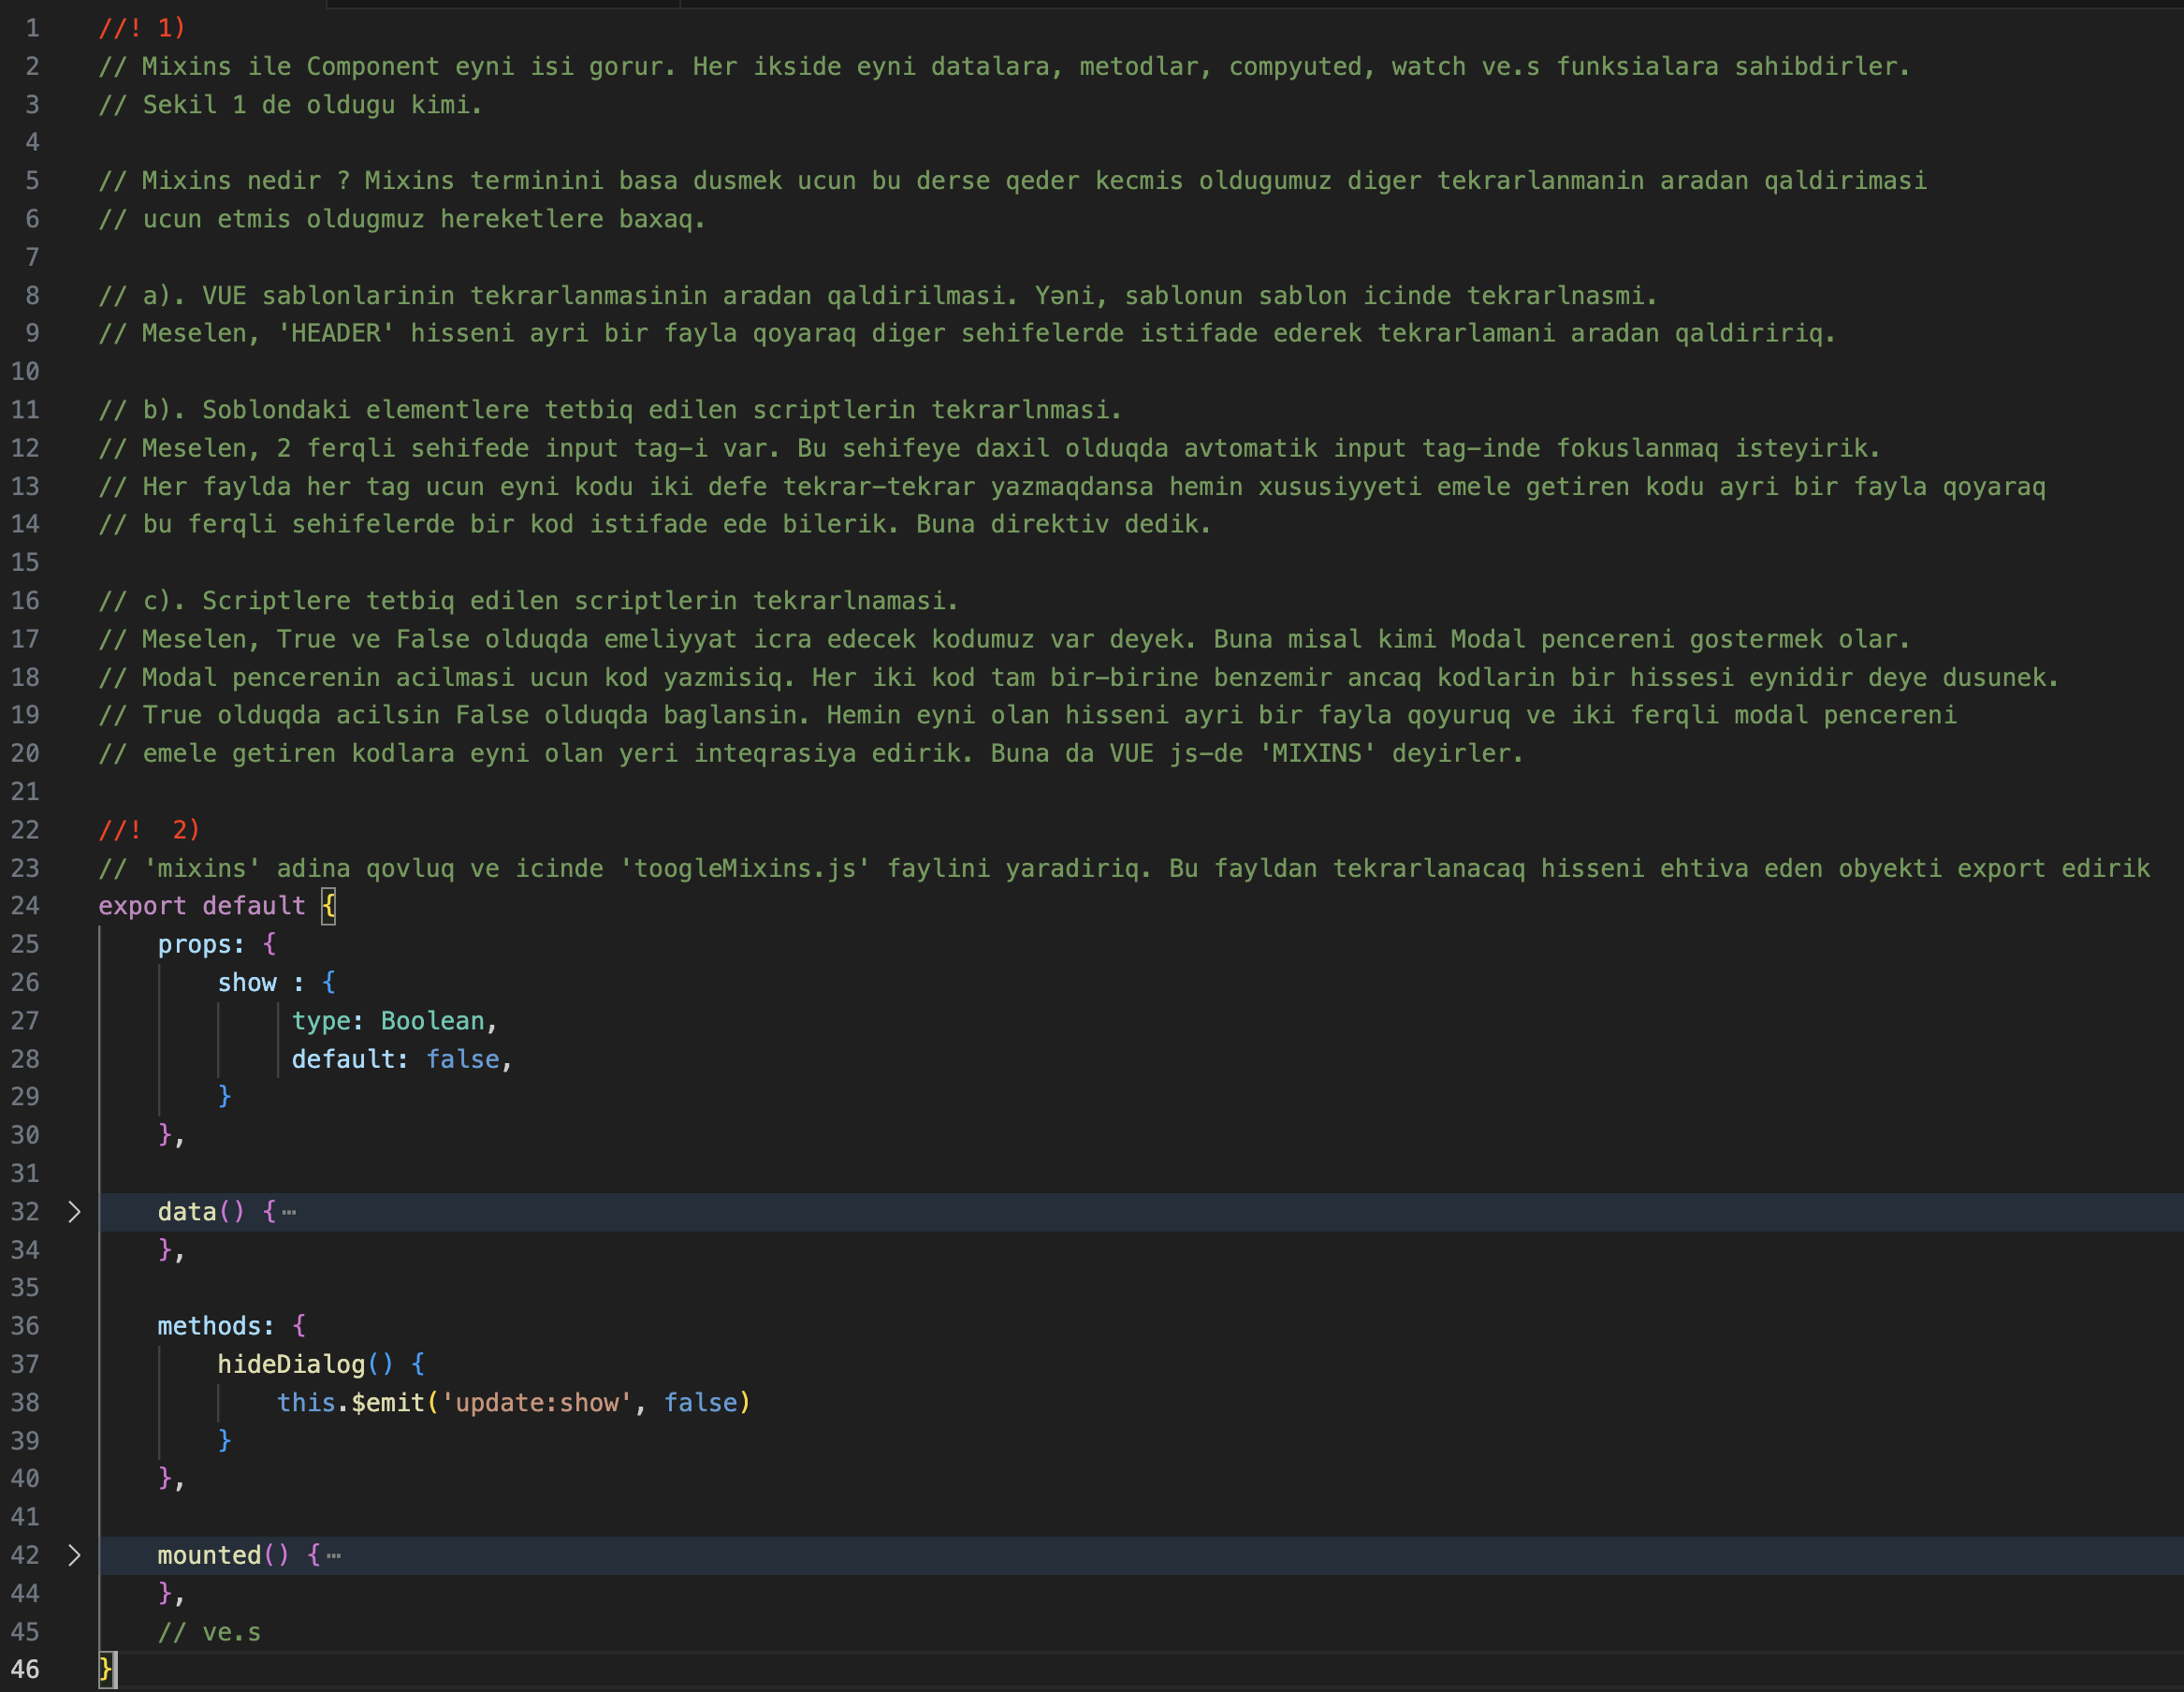 1 //! 1)
2 // Mixins ile Component eyni isi gorur. Her ikside eyni datalara, metodlar, compyuted, watch ve.s funksialara sahibdirler.
3 // Sekil 1 de oldugu kimi.
4
5 // Mixins nedir ? Mixins terminini basa dusmek ucun bu derse qeder kecmis oldugumuz diger tekrarlanmanin aradan qaldirimasi
6 // ucun etmis oldugmuz hereketlere baxaq.
7
8 // a). VUE sablonlarinin tekrarlanmasinin aradan qaldirilmasi. Yəni, sablonun sablon icinde tekrarlnasmi.
9 // Meselen, 'HEADER' hisseni ayri bir fayla qoyaraq diger sehifelerde istifade ederek tekrarlamani aradan qaldiririq.
10
11 // b). Soblondaki elementlere tetbiq edilen scriptlerin tekrarlnmasi.
12 // Meselen, 2 ferqli sehifede input tag-i var. Bu sehifeye daxil olduqda avtomatik input tag-inde fokuslanmaq isteyirik.
13 // Her faylda her tag ucun eyni kodu iki defe tekrar-tekrar yazmaqdansa hemin xususiyyeti emele getiren kodu ayri bir fayla qoyaraq
14 // bu ferqli sehifelerde bir kod istifade ede bilerik. Buna direktiv dedik.
15
16 // c). Scriptlere tetbiq edilen scriptlerin tekrarlnamasi.
17 // Meselen, True ve False olduqda emeliyyat icra edecek kodumuz var deyek. Buna misal kimi Modal pencereni gostermek olar.
18 // Modal pencerenin acilmasi ucun kod yazmisiq. Her iki kod tam bir-birine benzemir ancaq kodlarin bir hissesi eynidir deye dusunek.
19 // True olduqda acilsin False olduqda baglansin. Hemin eyni olan hisseni ayri bir fayla qoyuruq ve iki ferqli modal pencereni
20 // emele getiren kodlara eyni olan yeri inteqrasiya edirik. Buna da VUE js-de 'MIXINS' deyirler.
21
22 //!  2)
23 // 'mixins' adina qovluq ve icinde 'toogleMixins.js' faylini yaradiriq. Bu fayldan tekrarlanacaq hisseni ehtiva eden obyekti export edirik
24 export default {
25     props: {
26         show : {
27              type: Boolean,
28              default: false,
29         }
30     },
31
32     data() {⋯
34     },
35
36     methods: {
37         hideDialog() {
38             this.$emit('update:show', false)
39         }
40     },
41
42     mounted() {⋯
44     },
45     // ve.s
46 }